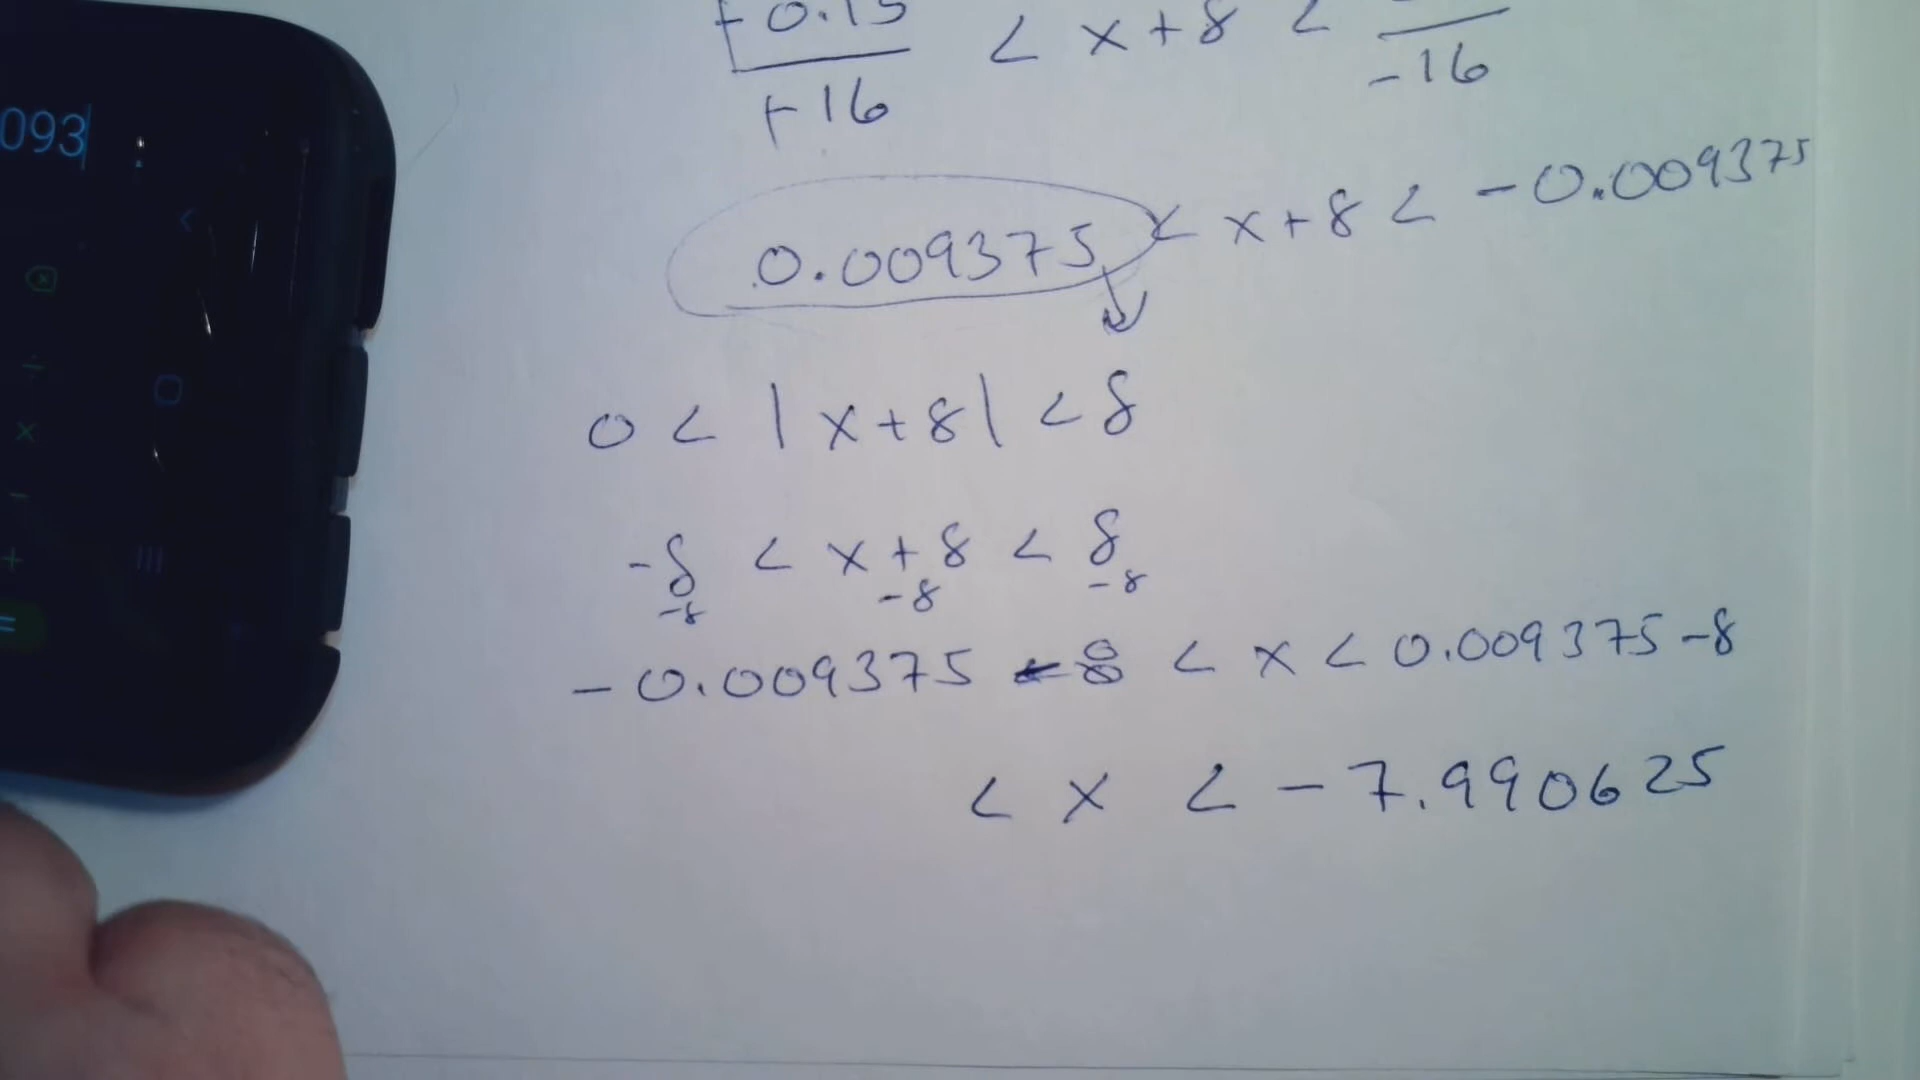 -0.15 < x+8 <
+16 -16
0.009375 < x+8 < -0.009375
0 < |x+8| < δ
-δ < x+8 < δ
-8 -8 -8
-0.009375 - 8 < x < 0.009375-8
< x < -7.990625
093
÷
×
-
+
=